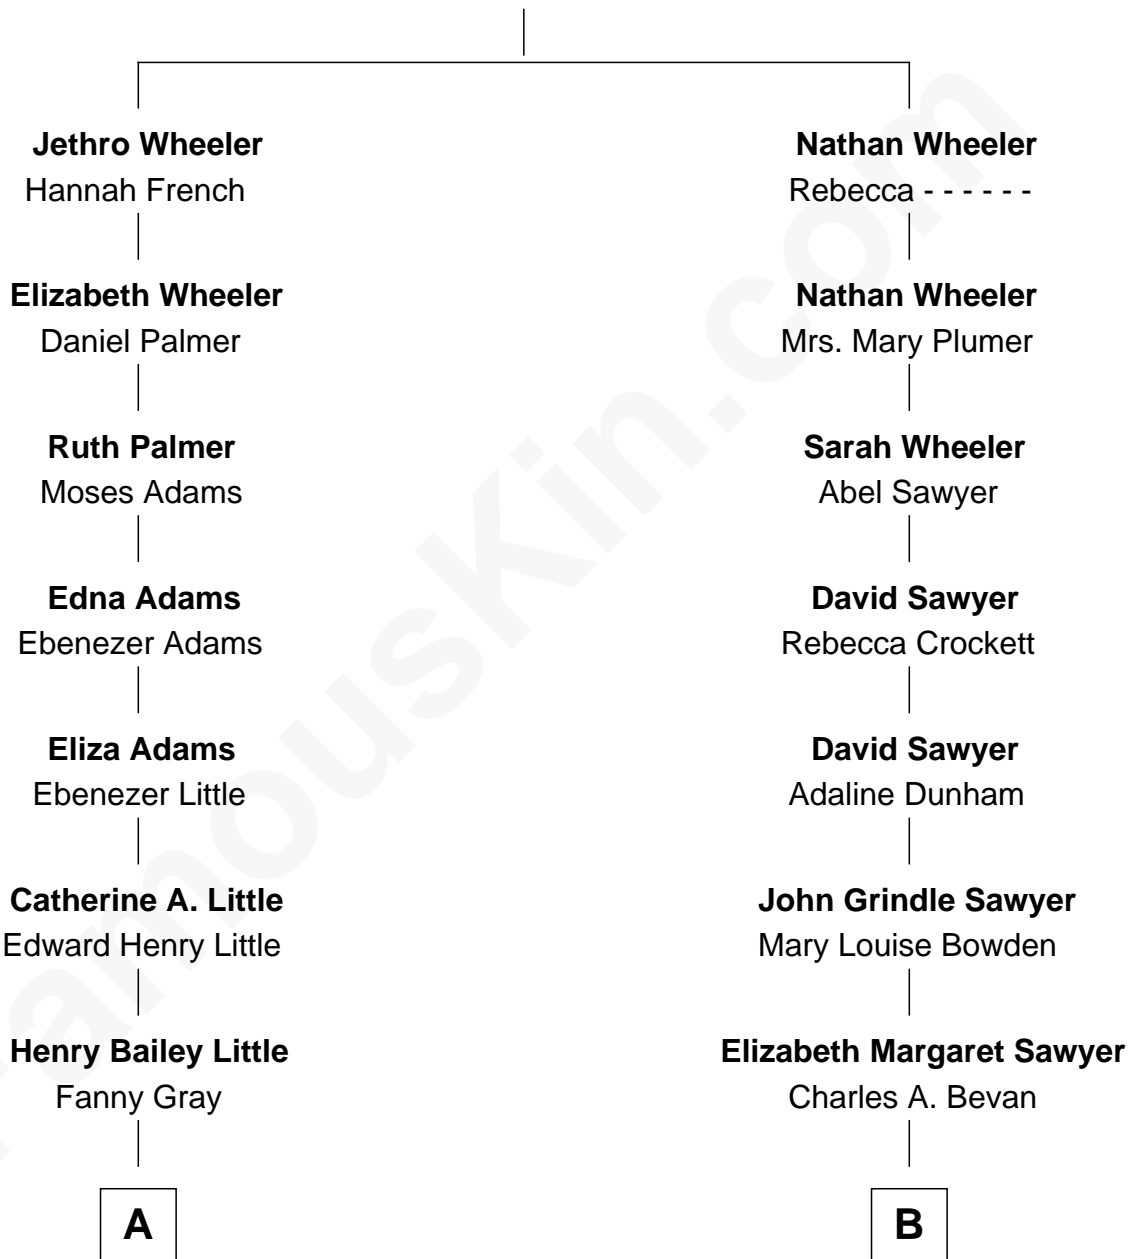 Jethro Wheeler
Hannah French
Nathan Wheeler
Rebecca - - - - - -
Elizabeth Wheeler
Daniel Palmer
Nathan Wheeler
Mrs. Mary Plumer
Ruth Palmer
Moses Adams
Sarah Wheeler
Abel Sawyer
Edna Adams
Ebenezer Adams
David Sawyer
Rebecca Crockett
Eliza Adams
Ebenezer Little
David Sawyer
Adaline Dunham
Catherine A. Little
Edward Henry Little
John Grindle Sawyer
Mary Louise Bowden
Henry Bailey Little
Fanny Gray
Elizabeth Margaret Sawyer
Charles A. Bevan
A
B
FamousKin.com